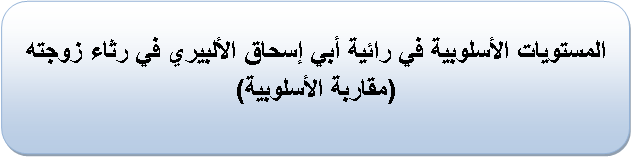 المستويات الأسلوبية في رائية أبي إسحاق الألبيري في رثاء زوجته
(مقاربة الأسلوبية)